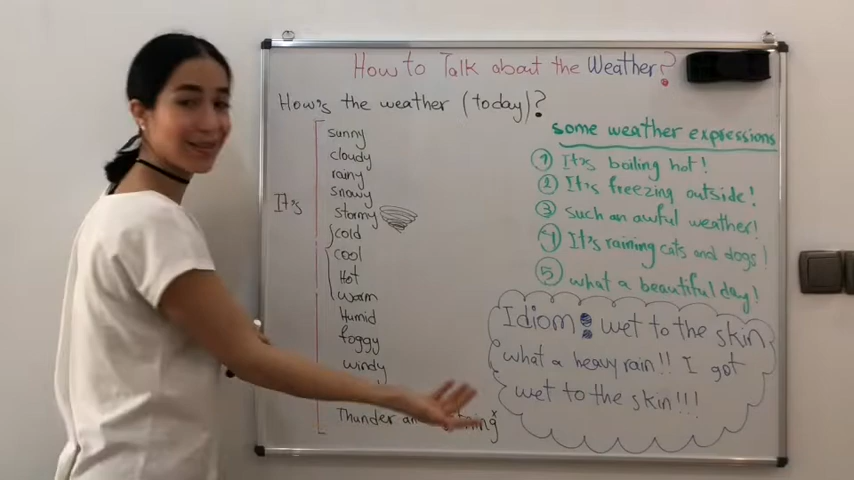 How to Talk about the Weather?
How's the weather (today)?
It's
sunny
cloudy
rainy
snowy
stormy
cold
cool
Hot
warm
Humid
foggy
windy
Thunder
some weather expressions
① It's boiling hot!
② It's freezing outside!
③ such an awful weather!
④ It's raining cats and dogs!
⑤ what a beautiful day!
Idiom: wet to the skin
what a heavy rain!! I got
wet to the skin!!!